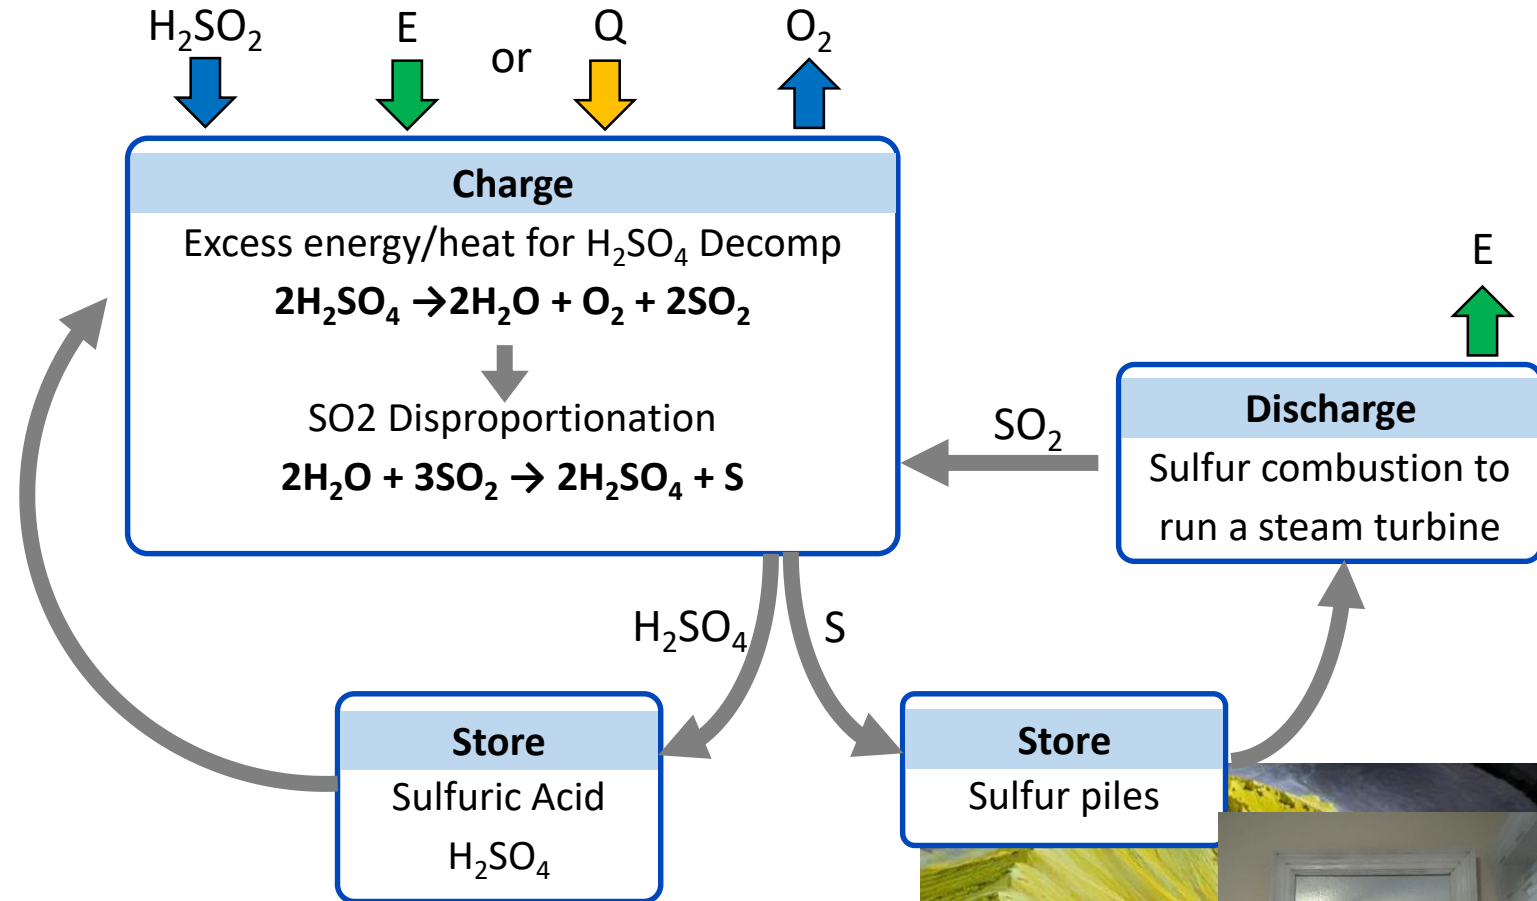 H₂SO₂
E
or
Q
O₂
Charge
Excess energy/heat for H₂SO₄ Decomp
2H₂SO₄ →2H₂O + O₂ + 2SO₂
SO2 Disproportionation
2H₂O + 3SO₂ → 2H₂SO₄ + S
E
Discharge
Sulfur combustion to
run a steam turbine
SO₂
H₂SO₄
S
Store
Sulfuric Acid
H₂SO₄
Store
Sulfur piles